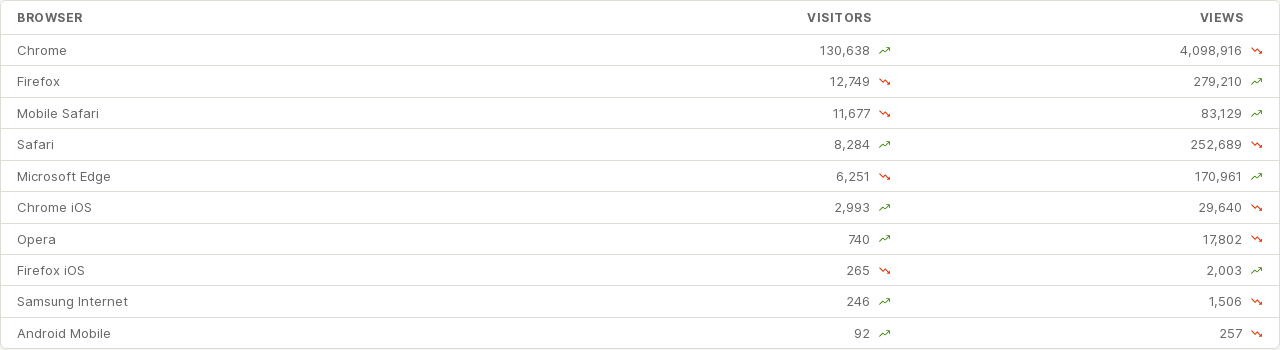 BROWSER VISITORS VIEWS
Chrome 130,638 4,098,916
Firefox 12,749 279,210
Mobile Safari 11,677 83,129
Safari 8,284 252,689
Microsoft Edge 6,251 170,961
Chrome iOS 2,993 29,640
Opera 740 17,802
Firefox iOS 265 2,003
Samsung Internet 246 1,506
Android Mobile 92 257